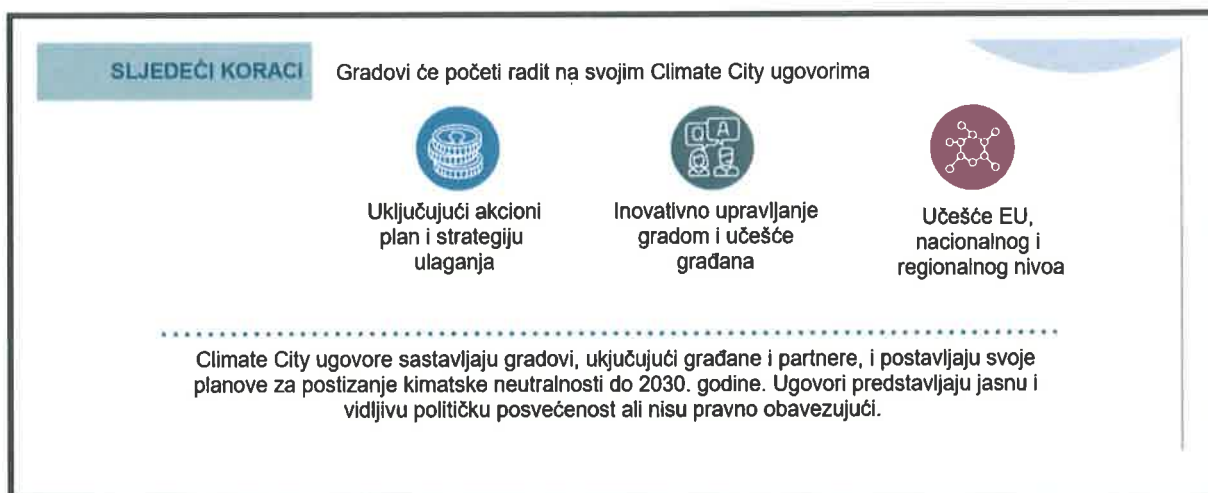 SLJEDEĆI KORACI
Gradovi će početi radit na svojim Climate City ugovorima
Q A
Uključujući akcioni
plan i strategiju
ulaganja
Inovativno upravljanje
gradom i učešće
građana
Učešće EU,
nacionalnog i
regionalnog nivoa
Climate City ugovore sastavljaju gradovi, ukjučujući građane i partnere, i postavljaju svoje
planove za postizanje kimatske neutralnosti do 2030. godine. Ugovori predstavljaju jasnu i
vidljivu političku posvećenost ali nisu pravno obavezujući.